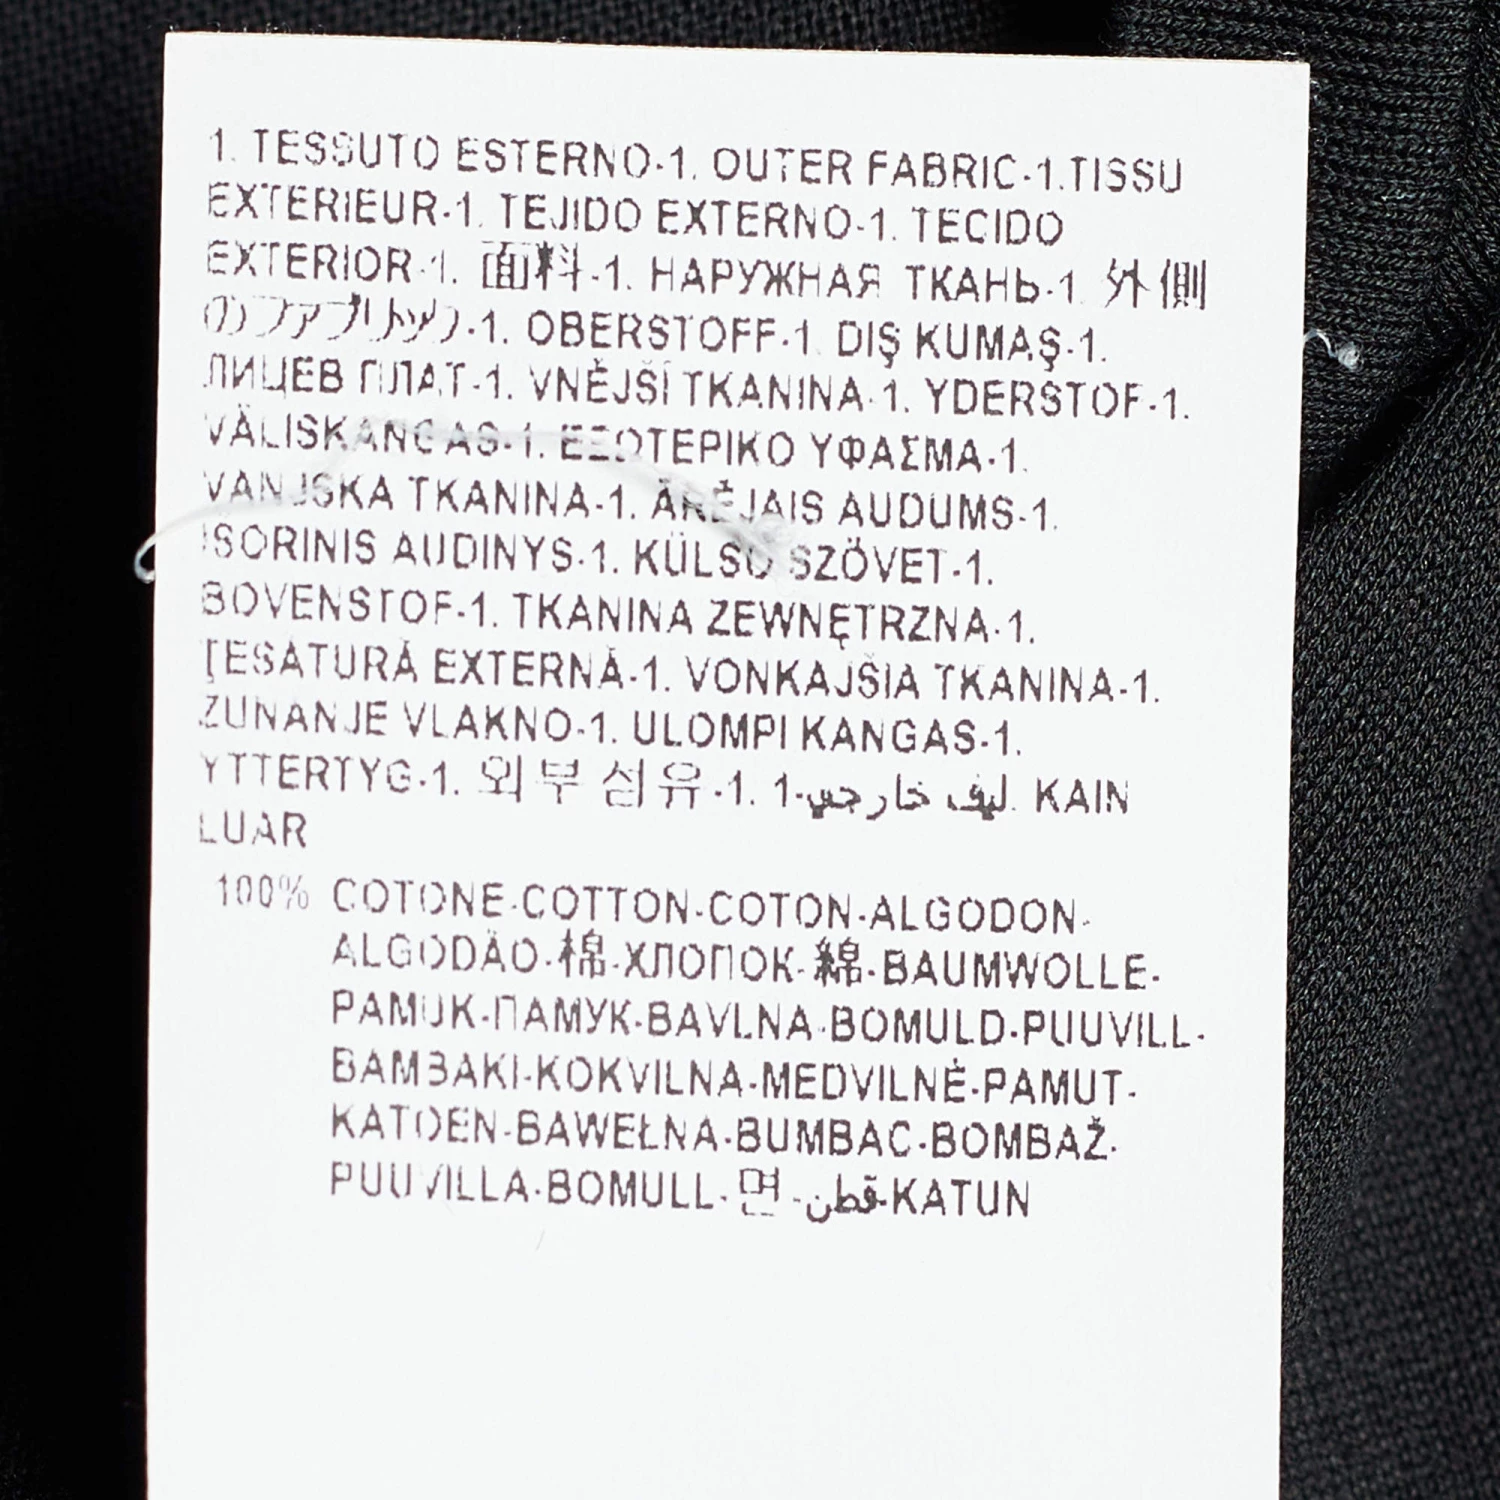 1. TESSUTO ESTERNO-1. OUTER FABRIC-1.TISSU
EXTERIEUR-1. TEJIDO EXTERNO-1. TECIDO
EXTERIOR-1. 面料-1. НАРУЖНАЯ ТКАНЬ-1. 外側
のファブリック-1. OBERSTOFF-1. DIŞ KUMAŞ-1.
ЛИЦЕВ ПЛАТ-1. VNĚJŠÍ TKANINA-1. YDERSTOF-1.
VÄLISKANGAS-1. ΕΞΟΤΕΡΙΚΟ ΥΦΑΣΜΑ-1.
VANJSKA TKANINA-1. ĀRĒJAIS AUDUMS-1.
IŠORINIS AUDINYS-1. KÜLSŐ SZÖVET-1.
BOVENSTOF-1. TKANINA ZEWNĘTRZNA-1.
ŢESATURĂ EXTERNĂ-1. VONKAJŠIA TKANINA-1.
ZUNANJE VLAKNO-1. ULOMPI KANGAS-1.
YTTERTYG-1. 외부 섬유-1. ليف خارجي-1. KAIN
LUAR
100% COTONE-COTTON-COTON-ALGODON-
ALGODÃO-棉-ХЛОПОК-綿-BAUMWOLLE-
PAMUK-ПАМУК-BAVLNA-BOMULD-PUUVILL-
BAMBAKI-KOKVILNA-MEDVILNĖ-PAMUT-
KATOEN-BAWEŁNA-BUMBAC-BOMBAŽ-
PUUVILLA-BOMULL-면-قطن-KATUN